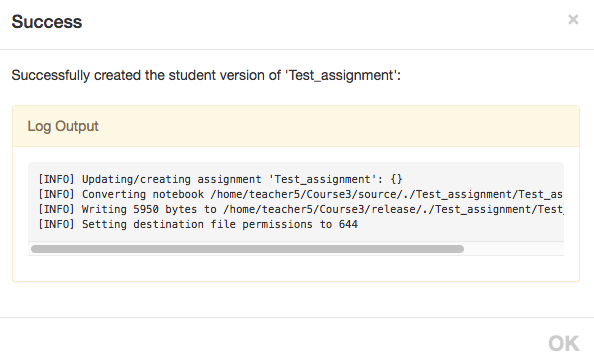 Success
×
Successfully created the student version of 'Test_assignment':
Log Output
[INFO] Updating/creating assignment 'Test_assignment': {}
[INFO] Converting notebook /home/teacher5/Course3/source/./Test_assignment/Test_as
[INFO] Writing 5950 bytes to /home/teacher5/Course3/release/./Test_assignment/Test_
[INFO] Setting destination file permissions to 644
OK